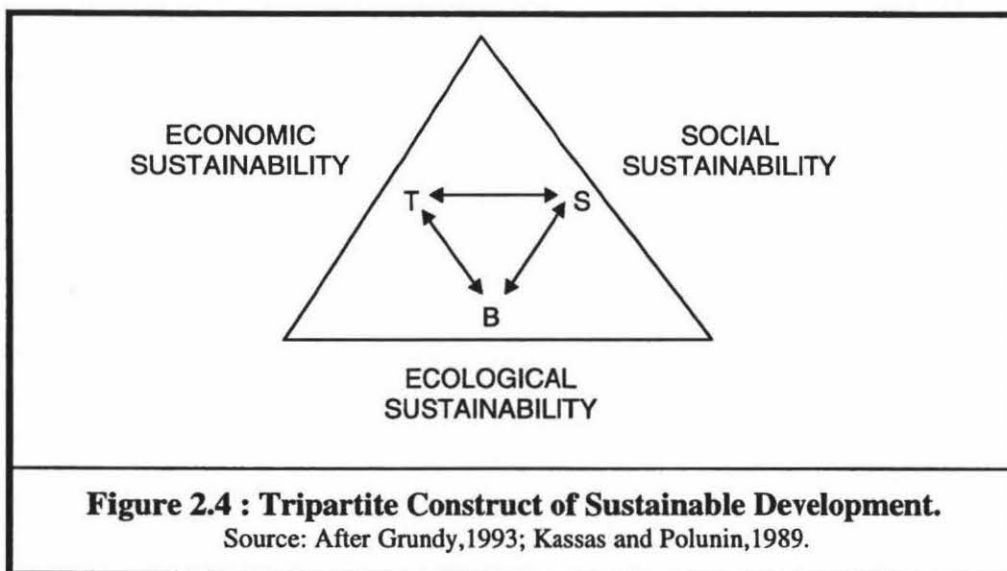 ECONOMIC
SUSTAINABILITY
SOCIAL
SUSTAINABILITY
T
S
B
ECOLOGICAL
SUSTAINABILITY
Figure 2.4 : Tripartite Construct of Sustainable Development.
Source: After Grundy,1993; Kassas and Polunin,1989.